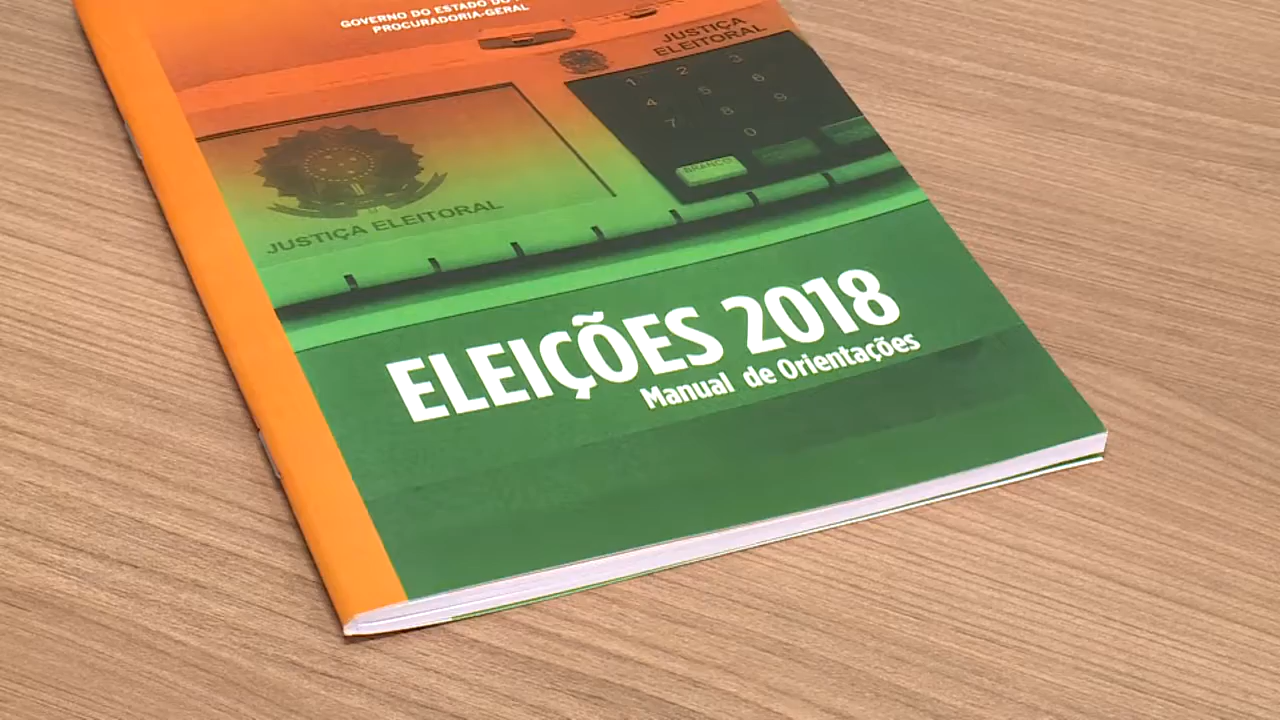 GOVERNO DO ESTADO DO
PROCURADORIA-GERAL
JUSTIÇA
ELEITORAL
1 2 3
4 5 6
7 8 9
0
BRANCO
JUSTIÇA ELEITORAL
ELEIÇÕES 2018
Manual de Orientações